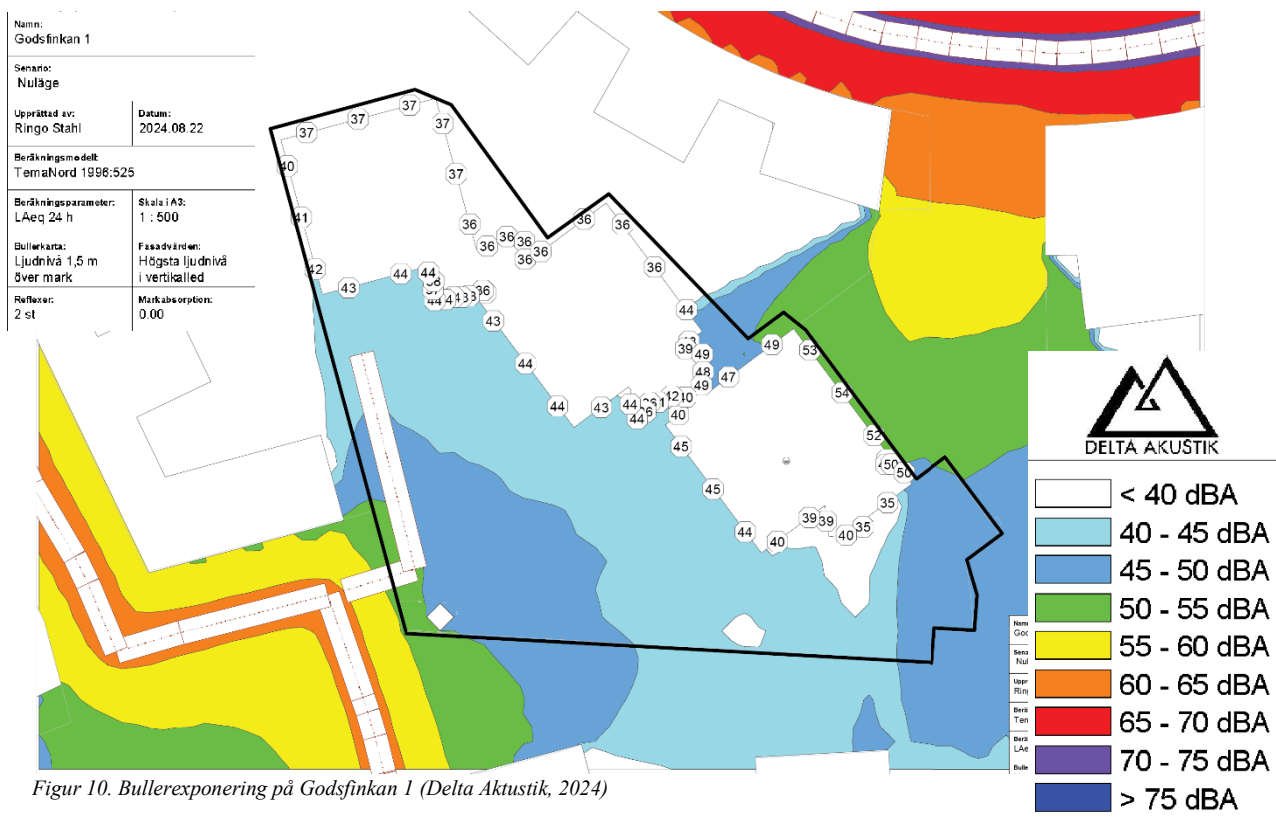 Namn:
Godsfinkan 1
Senario:
Nuläge
Upprättad av:
Ringo Stahl
Datum:
2024.08.22
Beräkningsmodell:
TemaNord 1996:525
Beräkningsparameter:
LAeq 24 h
Skala i A3:
1 : 500
Bullerkarta:
Ljudnivå 1,5 m
över mark
Fasadvärden:
Högsta ljudnivå
i vertikalled
Reflexer:
2 st
Markabsorption:
0.00
37
37
37
37
40
37
41
36
36
36
36
36
36
36
36
42
36
43
44
44
36
44
43
44
44
43
44
44
44
39
49
48
49
47
49
53
54
52
50
50
42
40
40
45
45
44
40
39
39
40
35
35
DELTA AKUSTIK
< 40 dBA
40 - 45 dBA
45 - 50 dBA
50 - 55 dBA
55 - 60 dBA
60 - 65 dBA
65 - 70 dBA
70 - 75 dBA
> 75 dBA
Figur 10. Bullerexponering på Godsfinkan 1 (Delta Aktustik, 2024)